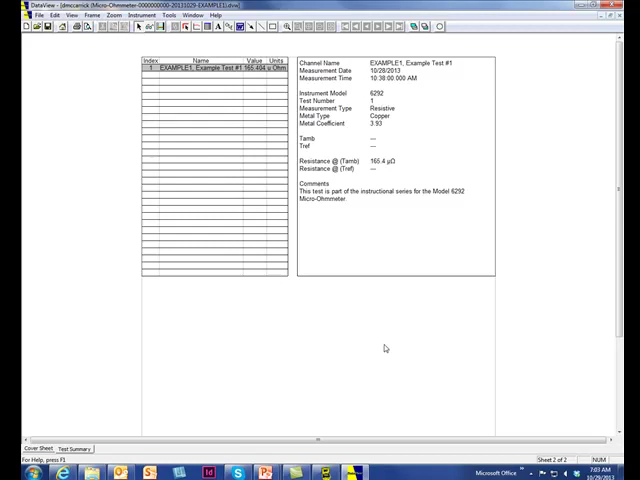 DataView - [dmccarrick (Micro-Ohmmeter-0000000000-20131029-EXAMPLE1).dvw]
File Edit View Frame Zoom Instrument Tools Window Help
Index Name Value Units
1 EXAMPLE1, Example Test #1 165.404 µ Ohm
Channel Name EXAMPLE1, Example Test #1
Measurement Date 10/28/2013
Measurement Time 10:38:00.000 AM
Instrument Model 6292
Test Number 1
Measurement Type Resistive
Metal Type Copper
Metal Coefficient 3.93
Tamb ---
Tref ---
Resistance @ (Tamb) 165.4 µΩ
Resistance @ (Tref) ---
Comments
This test is part of the instructional series for the Model 6292
Micro-Ohmmeter.
Cover Sheet Test Summary
For Help, press F1 Sheet 2 of 2 NUM
Microsoft Office 7:03 AM
10/29/2013